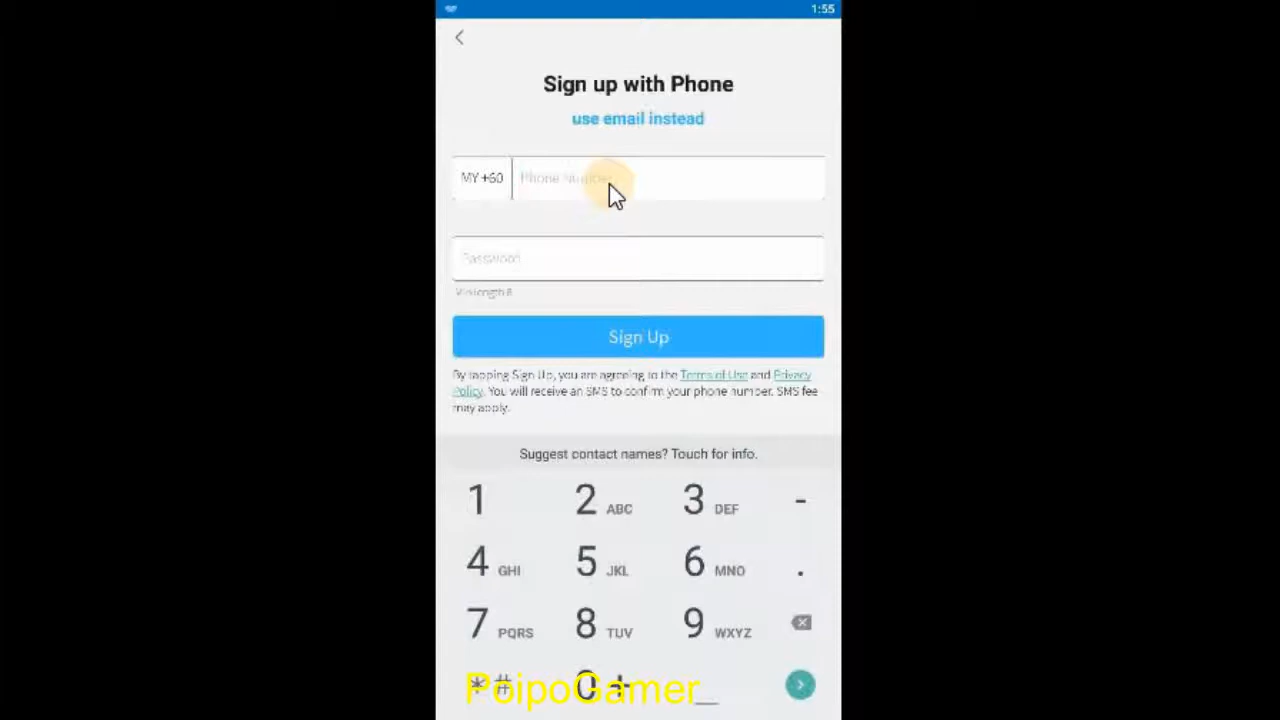 1:55
Sign up with Phone
use email instead
MY +60 Phone Number
Password
Min length 6
Sign Up
By tapping Sign Up, you are agreeing to the Terms of Use and Privacy
Policy. You will receive an SMS to confirm your phone number. SMS fee
may apply.
Suggest contact names? Touch for info.
1 2 ABC 3 DEF -
4 GHI 5 JKL 6 MNO .
7 PQRS 8 TUV 9 WXYZ
* # 0 +
PoipoGamer